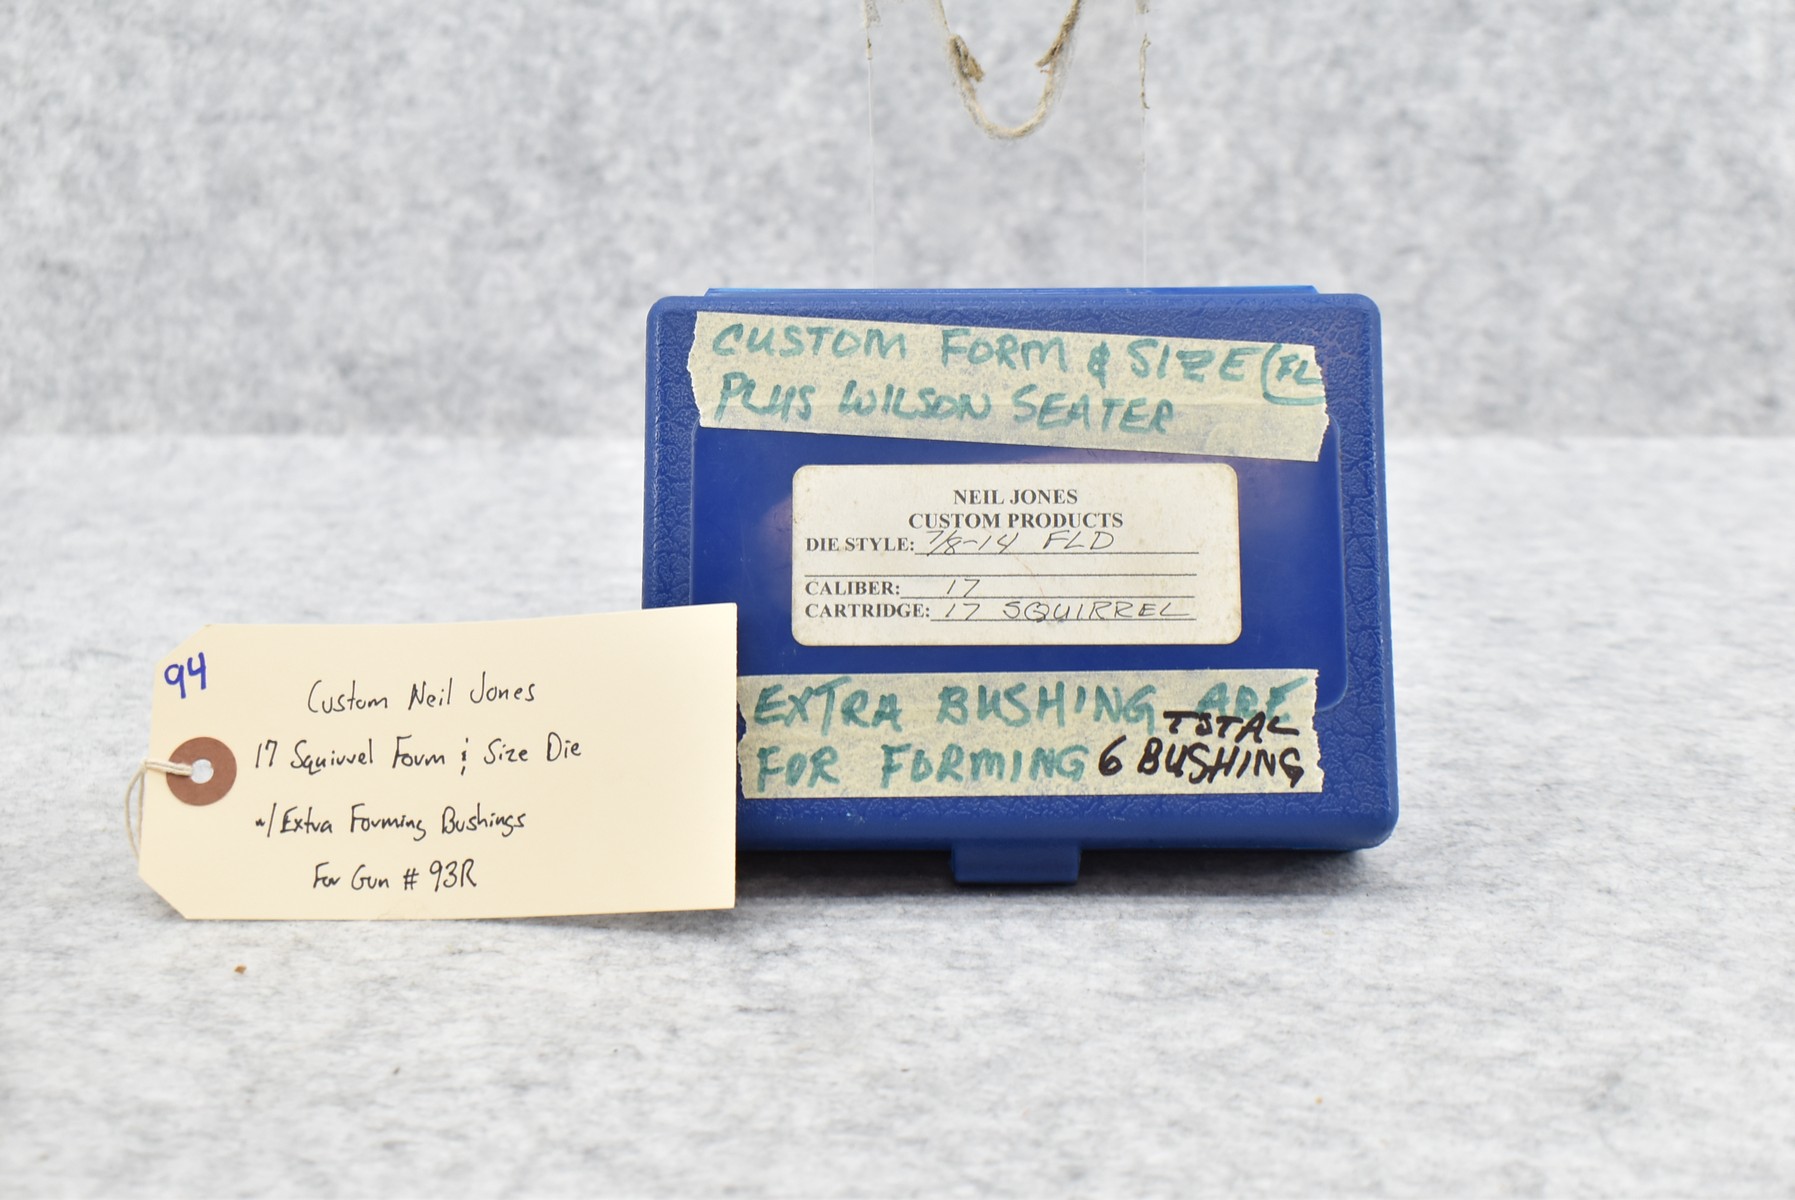 CUSTOM FORM & SIZE (FL
PLUS WILSON SEATER
NEIL JONES
CUSTOM PRODUCTS
DIE STYLE: 7/8-14 FLD
CALIBER: 17
CARTRIDGE: 17 SQUIRREL
EXTRA BUSHING ARE
FOR FORMING
TOTAL
6 BUSHING
94
Custom Neil Jones
17 Squirrel Form & Size Die
w/ Extra Forming Bushings
For Gun # 93R